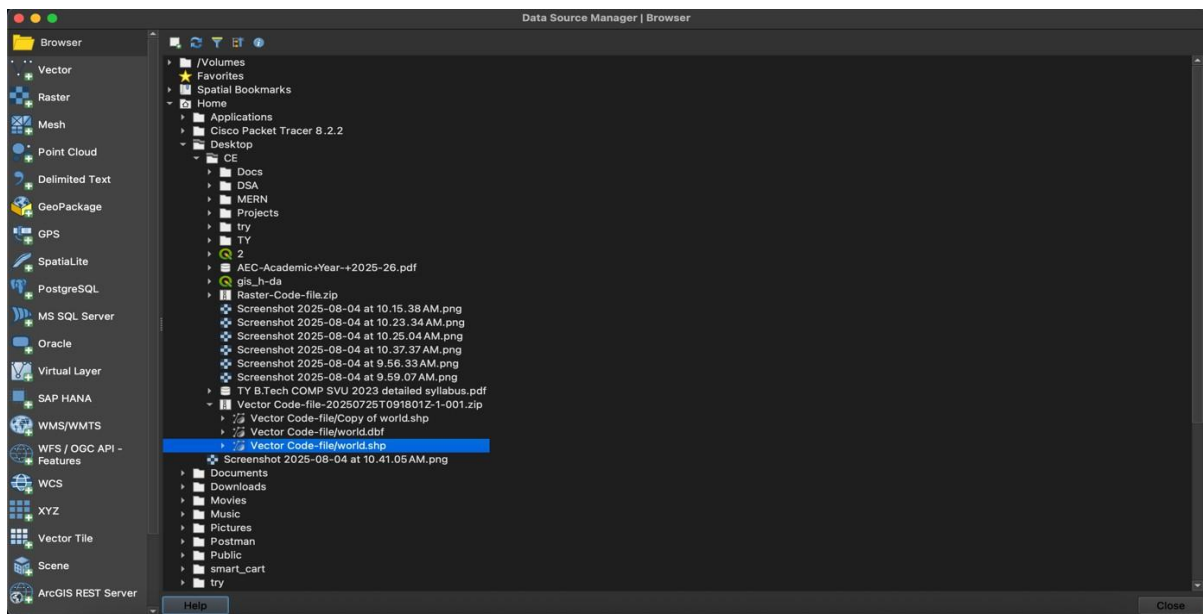 Data Source Manager | Browser
Browser
Vector
Raster
Mesh
Point Cloud
Delimited Text
GeoPackage
GPS
SpatiaLite
PostgreSQL
MS SQL Server
Oracle
Virtual Layer
SAP HANA
WMS/WMTS
WFS / OGC API -
Features
WCS
XYZ
Vector Tile
Scene
ArcGIS REST Server
/Volumes
Favorites
Spatial Bookmarks
Home
Applications
Cisco Packet Tracer 8.2.2
Desktop
CE
Docs
DSA
MERN
Projects
try
TY
2
AEC-Academic+Year-+2025-26.pdf
gis_h-da
Raster-Code-file.zip
Screenshot 2025-08-04 at 10.15.38 AM.png
Screenshot 2025-08-04 at 10.23.34 AM.png
Screenshot 2025-08-04 at 10.25.04 AM.png
Screenshot 2025-08-04 at 10.37.37 AM.png
Screenshot 2025-08-04 at 9.56.33 AM.png
Screenshot 2025-08-04 at 9.59.07 AM.png
TY B.Tech COMP SVU 2023 detailed syllabus.pdf
Vector Code-file-20250725T091801Z-1-001.zip
Vector Code-file/Copy of world.shp
Vector Code-file/world.dbf
Vector Code-file/world.shp
Screenshot 2025-08-04 at 10.41.05 AM.png
Documents
Downloads
Movies
Music
Pictures
Postman
Public
smart_cart
try
Help
Close